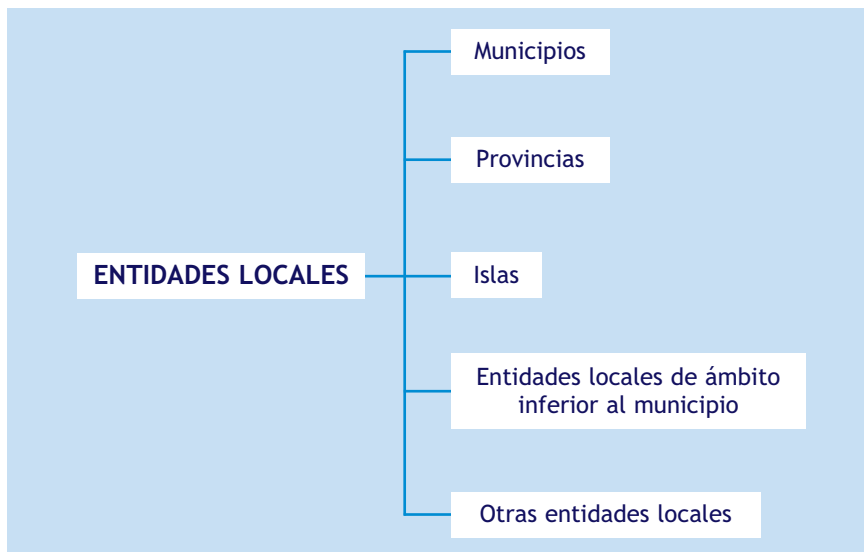 Municipios
Provincias
ENTIDADES LOCALES
Islas
Entidades locales de ámbito
inferior al municipio
Otras entidades locales